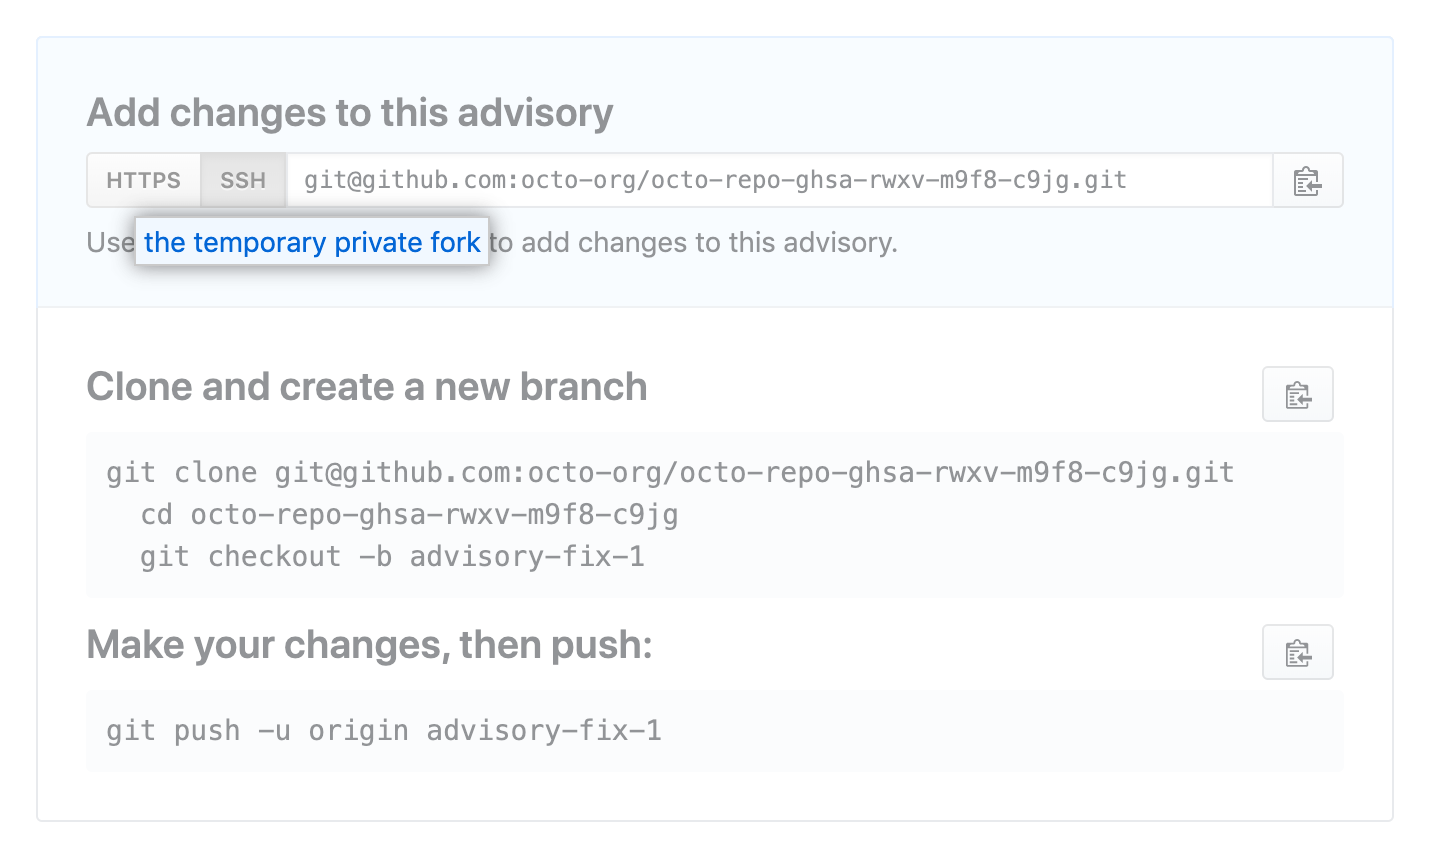 Add changes to this advisory
HTTPS SSH git@github.com:octo-org/octo-repo-ghsa-rwxv-m9f8-c9jg.git
Use the temporary private fork to add changes to this advisory.
Clone and create a new branch
git clone git@github.com:octo-org/octo-repo-ghsa-rwxv-m9f8-c9jg.git
cd octo-repo-ghsa-rwxv-m9f8-c9jg
git checkout -b advisory-fix-1
Make your changes, then push:
git push -u origin advisory-fix-1